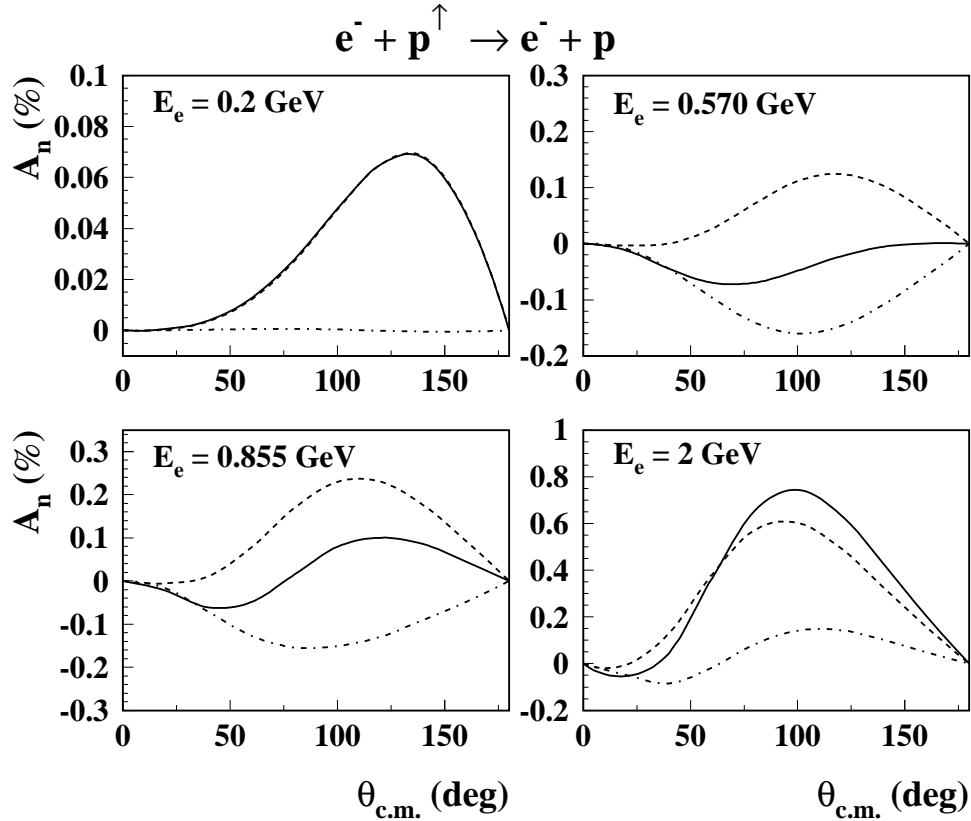 e⁻ + p↑ → e⁻ + p
A_n (%)
0.1
0.08
0.06
0.04
0.02
0
E_e = 0.2 GeV
0 50 100 150
0.3
0.2
0.1
0
-0.1
-0.2
E_e = 0.570 GeV
0 50 100 150
A_n (%)
0.3
0.2
0.1
0
-0.1
-0.2
-0.3
E_e = 0.855 GeV
0 50 100 150
θ_c.m. (deg)
1
0.8
0.6
0.4
0.2
0
-0.2
E_e = 2 GeV
0 50 100 150
θ_c.m. (deg)